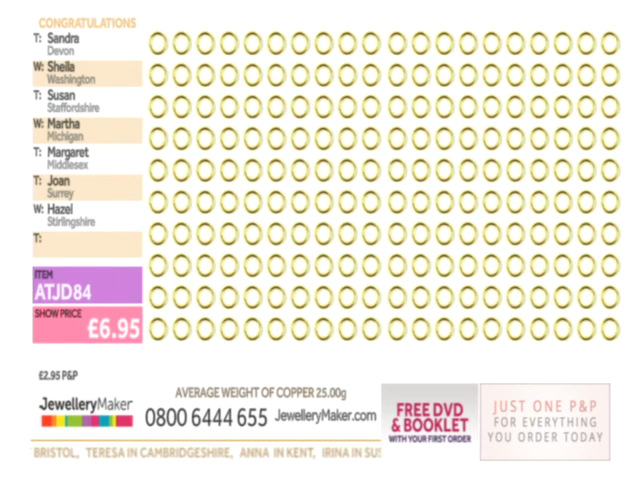 CONGRATULATIONS
T: Sandra
Devon
W: Sheila
Washington
T: Susan
Staffordshire
W: Martha
Michigan
T: Margaret
Middlesex
T: Joan
Surrey
W: Hazel
Stirlingshire
T:
ITEM
ATJD84
SHOW PRICE
£6.95
£2.95 P&P
JewelleryMaker
AVERAGE WEIGHT OF COPPER 25.00g
0800 6444 655 JewelleryMaker.com
FREE DVD
& BOOKLET
WITH YOUR FIRST ORDER
JUST ONE P&P
FOR EVERYTHING
YOU ORDER TODAY
BRISTOL, TERESA IN CAMBRIDGESHIRE, ANNA IN KENT, IRINA IN SUS